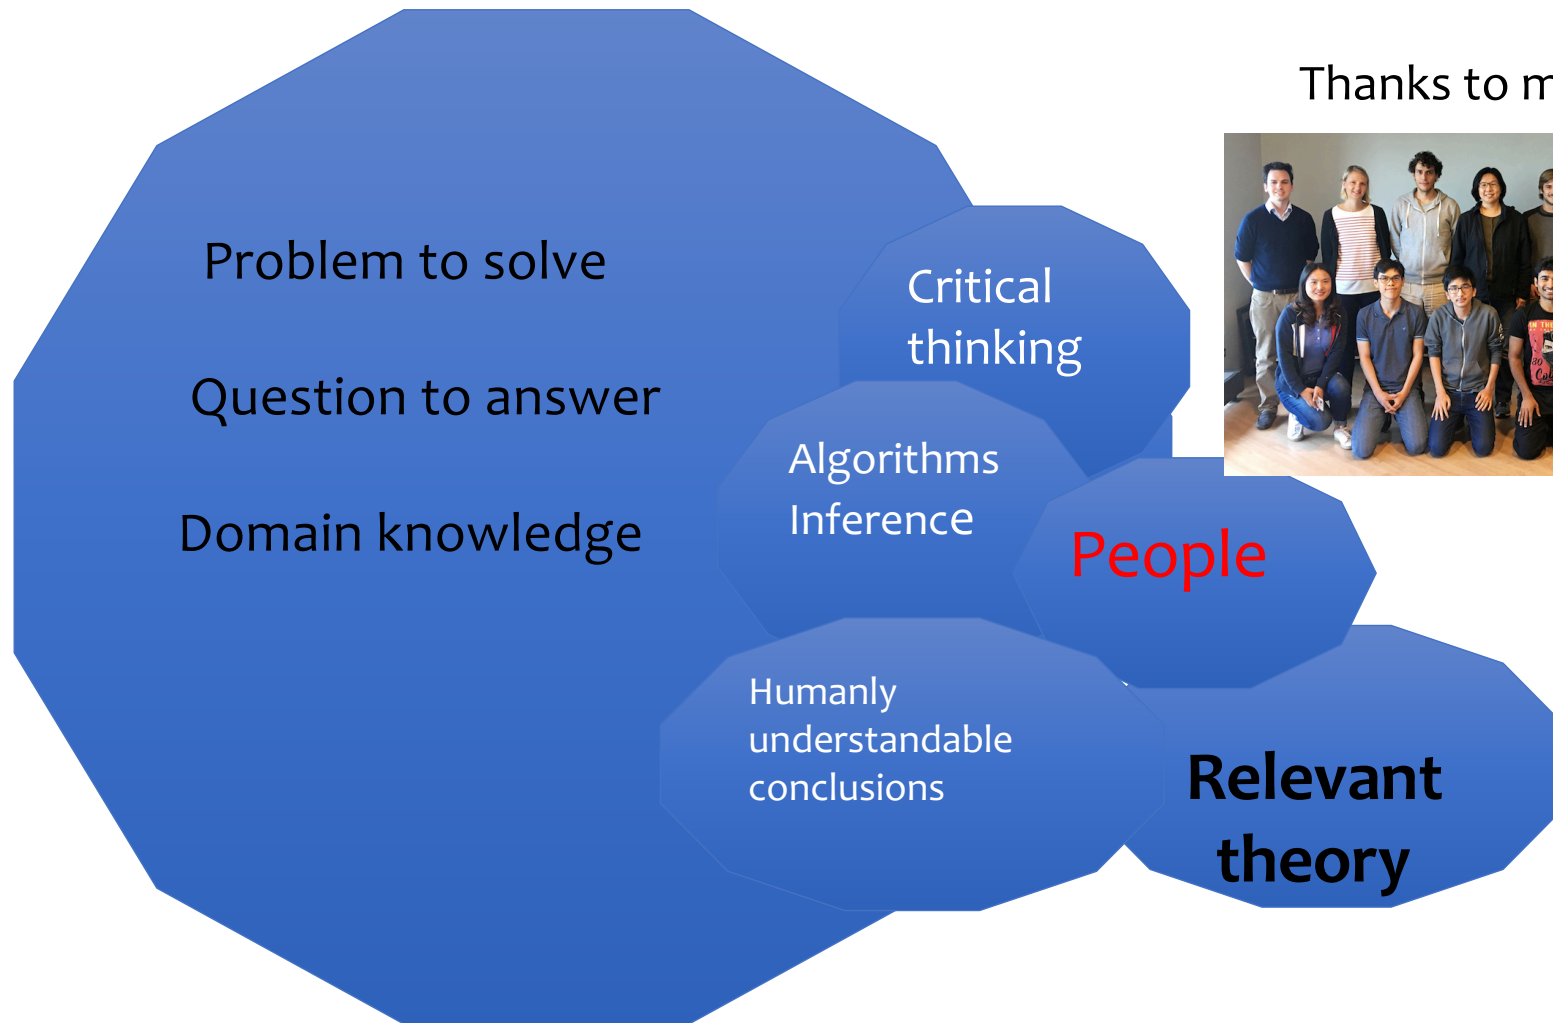 Thanks to m
Problem to solve
Question to answer
Domain knowledge
Critical
thinking
Algorithms
Inference
People
Humanly
understandable
conclusions
Relevant
theory